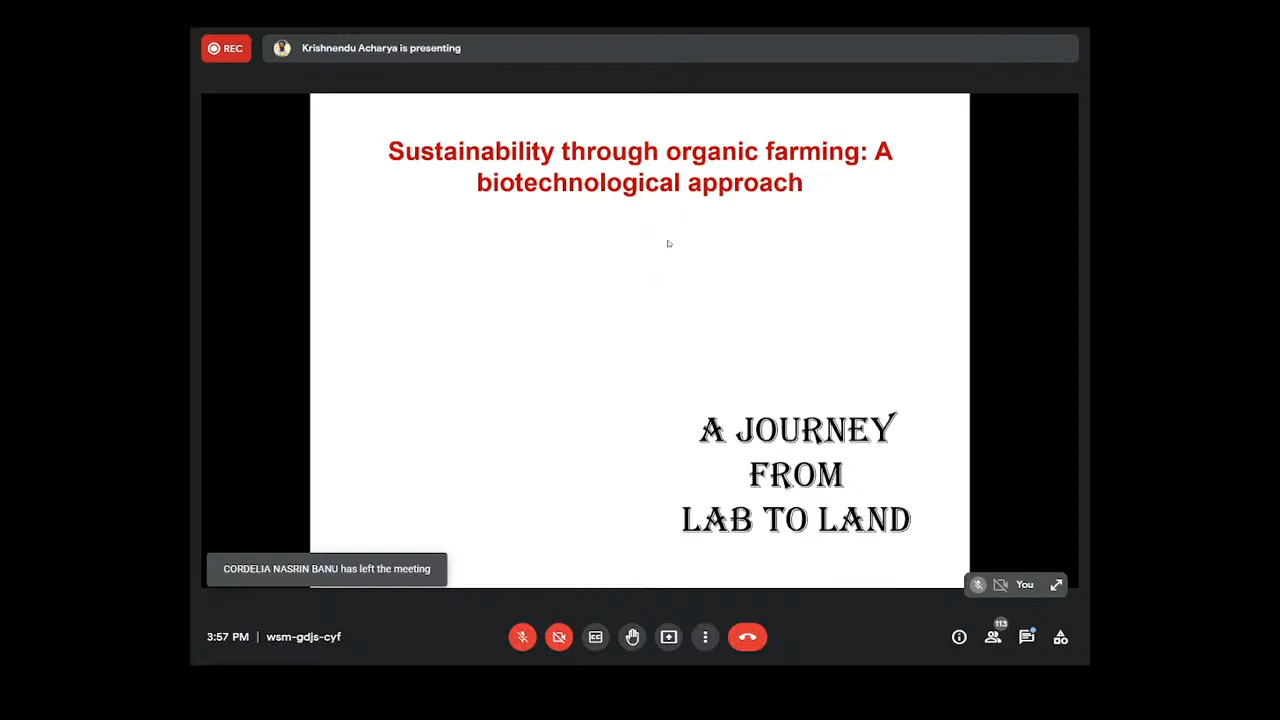 REC
Krishnendu Acharya is presenting
Sustainability through organic farming: A
biotechnological approach
A JOURNEY
FROM
LAB TO LAND
CORDELIA NASRIN BANU has left the meeting
You
3:57 PM | wsm-gdjs-cyf
113